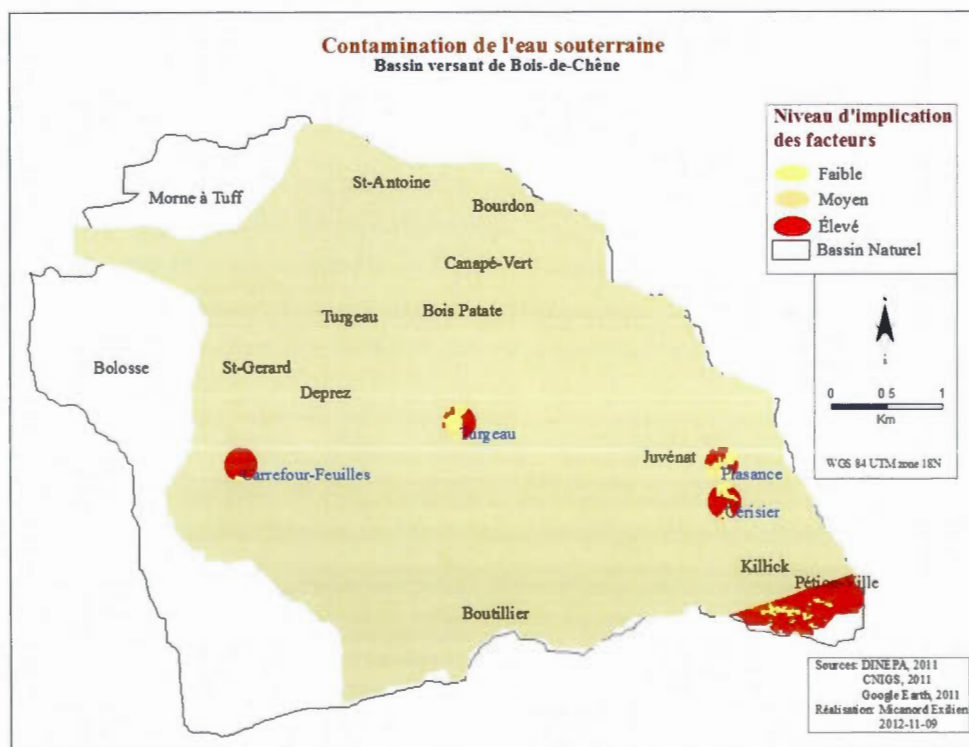 Contamination de l'eau souterraine
Bassin versant de Bois-de-Chêne
Niveau d'implication
des facteurs
Faible
Moyen
Élevé
Bassin Naturel
Morne à Tuff
St-Antoine
Bourdon
Canapé-Vert
Turgeau
Bois Patate
Bolosse
St-Gerard
Deprez
Turgeau
Carrefour-Feuilles
Juvénat
Plasance
Cerisier
Killick
Pétion-Ville
Boutillier
0 0 5 1
Km
WGS 84 UTM zone 18N
Sources: DINEPA, 2011
CNIGS, 2011
Google Earth, 2011
Réalisation: Micanord Exilien
2012-11-09